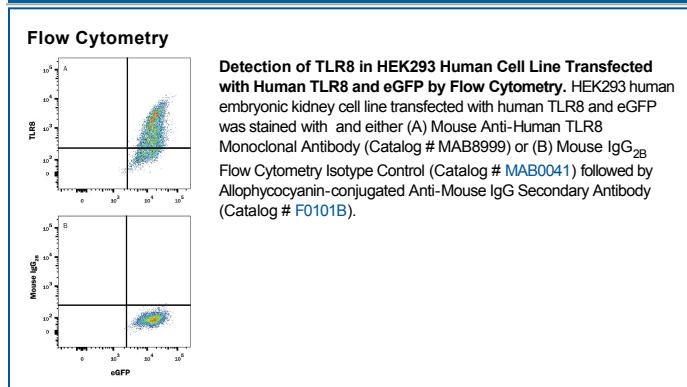 Flow Cytometry
A
10⁵
10⁴
10³
10²
0
TLR8
0 10³ 10⁴ 10⁵
B
10⁵
10⁴
10³
10²
0
Mouse IgG₂B
0 10³ 10⁴ 10⁵
eGFP
Detection of TLR8 in HEK293 Human Cell Line Transfected
with Human TLR8 and eGFP by Flow Cytometry. HEK293 human
embryonic kidney cell line transfected with human TLR8 and eGFP
was stained with and either (A) Mouse Anti-Human TLR8
Monoclonal Antibody (Catalog # MAB8999) or (B) Mouse IgG₂B
Flow Cytometry Isotype Control (Catalog # MAB0041) followed by
Allophycocyanin-conjugated Anti-Mouse IgG Secondary Antibody
(Catalog # F0101B).